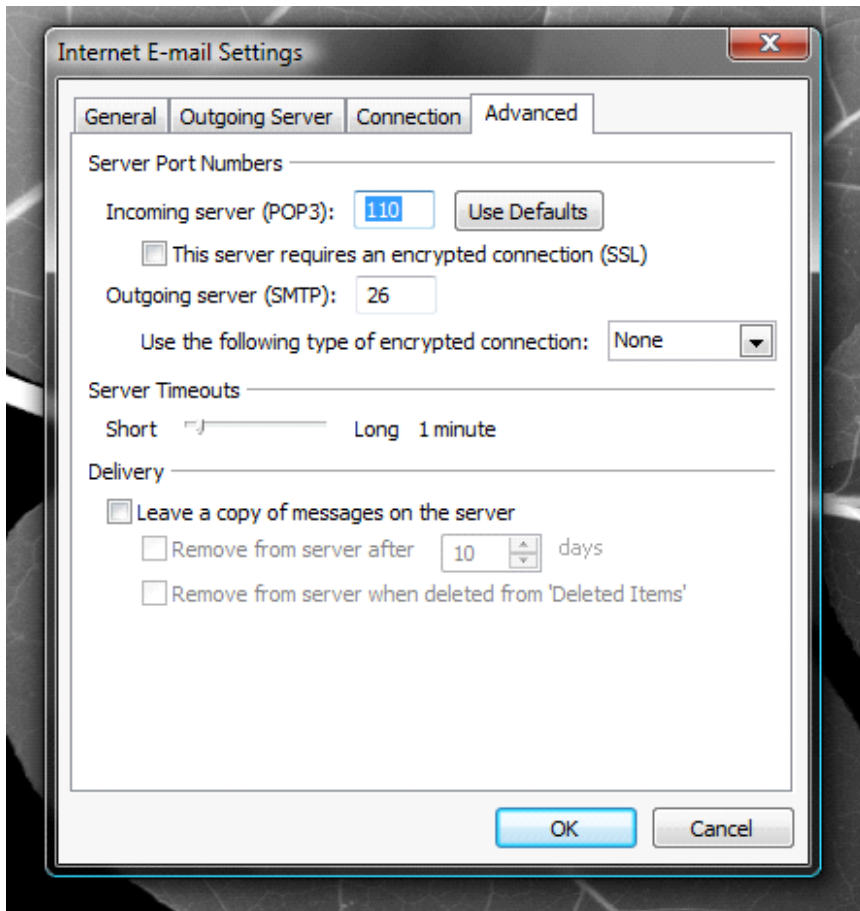 Internet E-mail Settings
General Outgoing Server Connection Advanced
Server Port Numbers
Incoming server (POP3): 110 Use Defaults
This server requires an encrypted connection (SSL)
Outgoing server (SMTP): 26
Use the following type of encrypted connection: None
Server Timeouts
Short Long 1 minute
Delivery
Leave a copy of messages on the server
Remove from server after 10 days
Remove from server when deleted from 'Deleted Items'
OK Cancel